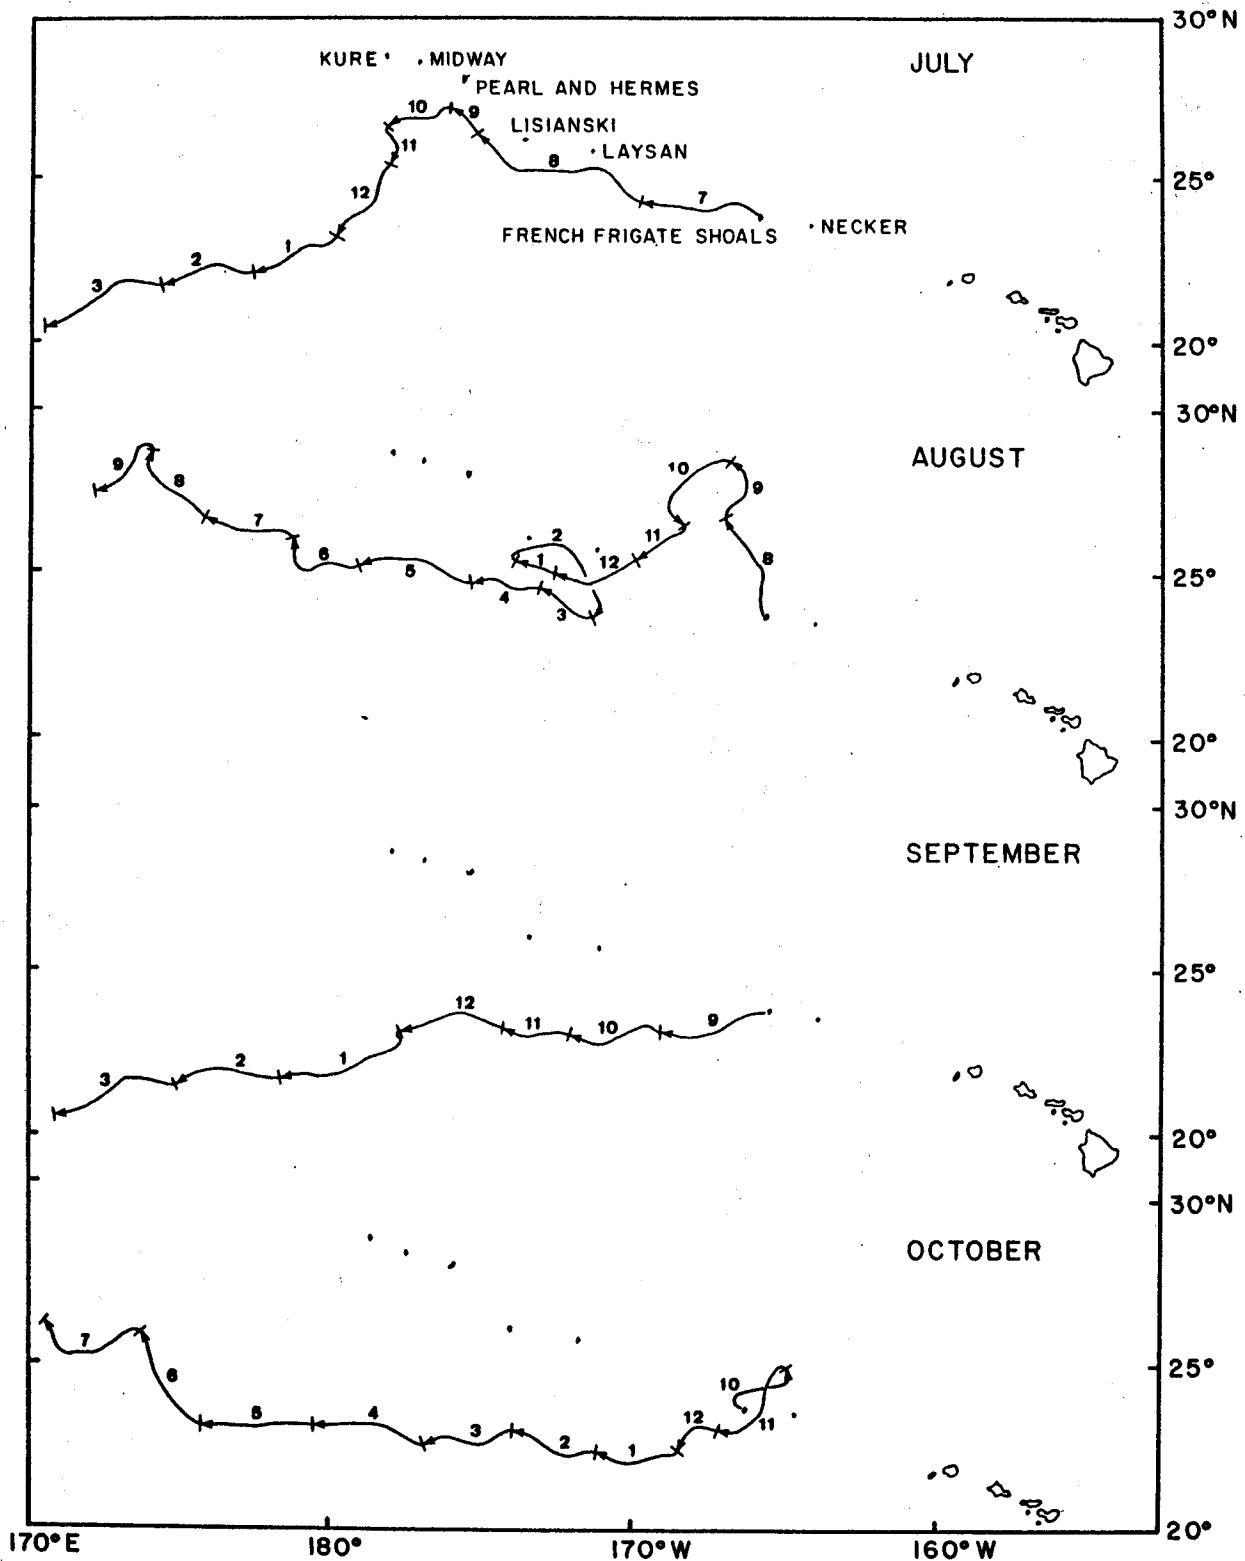 30°N
JULY
KURE MIDWAY
PEARL AND HERMES
10 9
LISIANSKI
11 LAYSAN
8
25°
12 7
FRENCH FRIGATE SHOALS NECKER
1
2
3
20°
30°N
AUGUST
9 10
8 9
7 11 2
6 5 1 12 8
25°
4 3
20°
30°N
SEPTEMBER
25°
12
11 10 9
1
2
3
20°
30°N
OCTOBER
7
6
25°
10
5 4 12 11
3 2 1
20°
170°E 180° 170°W 160°W